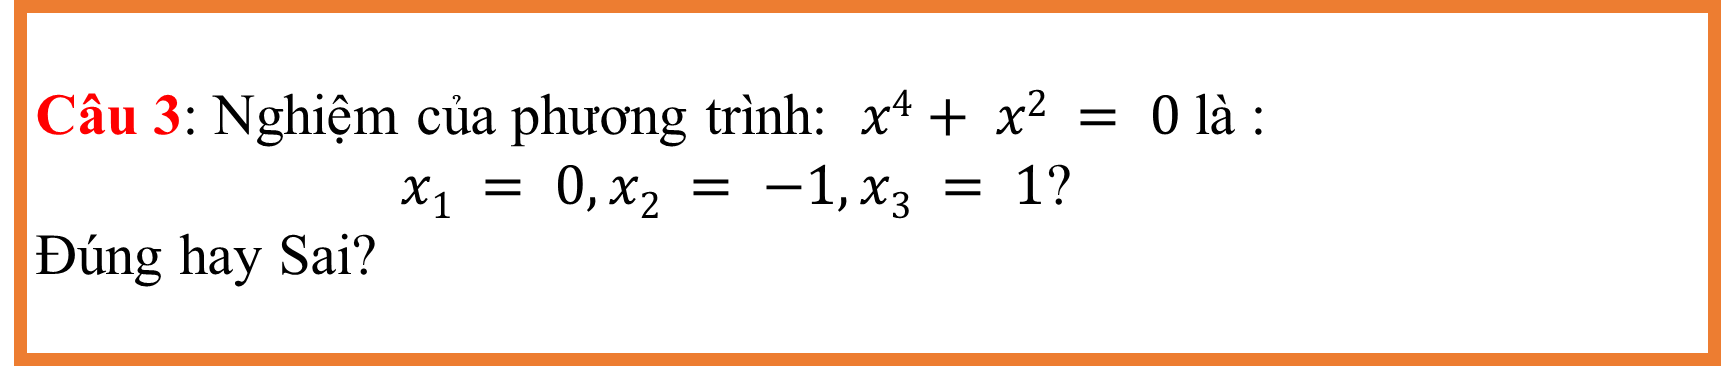 Câu 3: Nghiệm của phương trình: x⁴ + x² = 0 là :
x₁ = 0, x₂ = −1, x₃ = 1?
Đúng hay Sai?